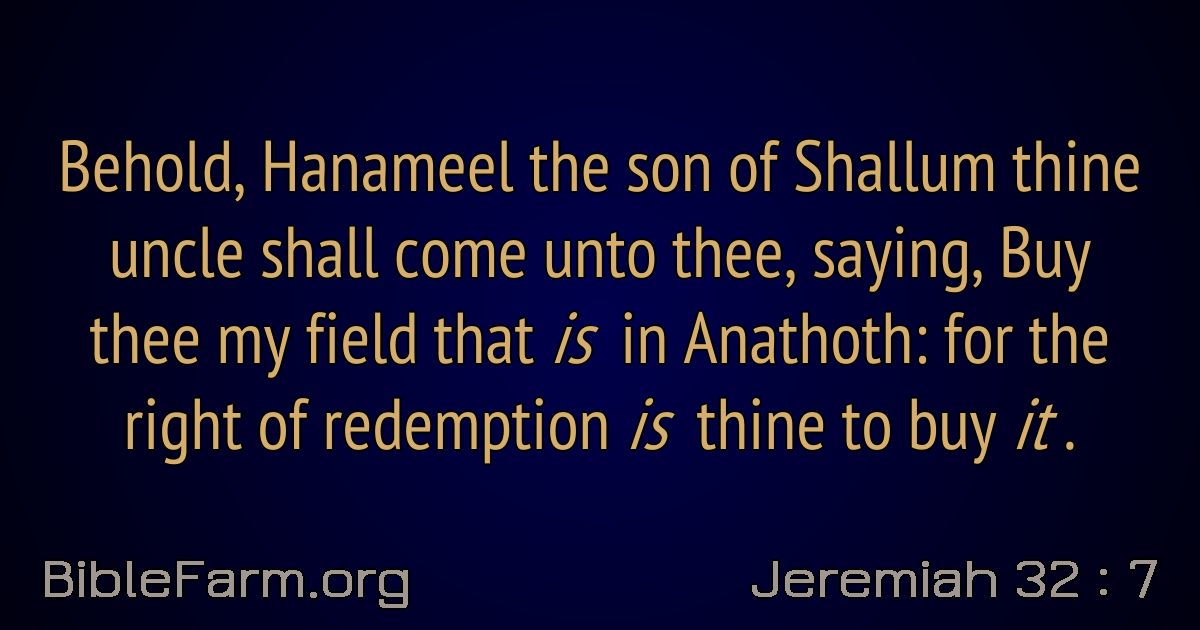 Behold, Hanameel the son of Shallum thine
uncle shall come unto thee, saying, Buy
thee my field that is in Anathoth: for the
right of redemption is thine to buy it .
BibleFarm.org
Jeremiah 32 : 7